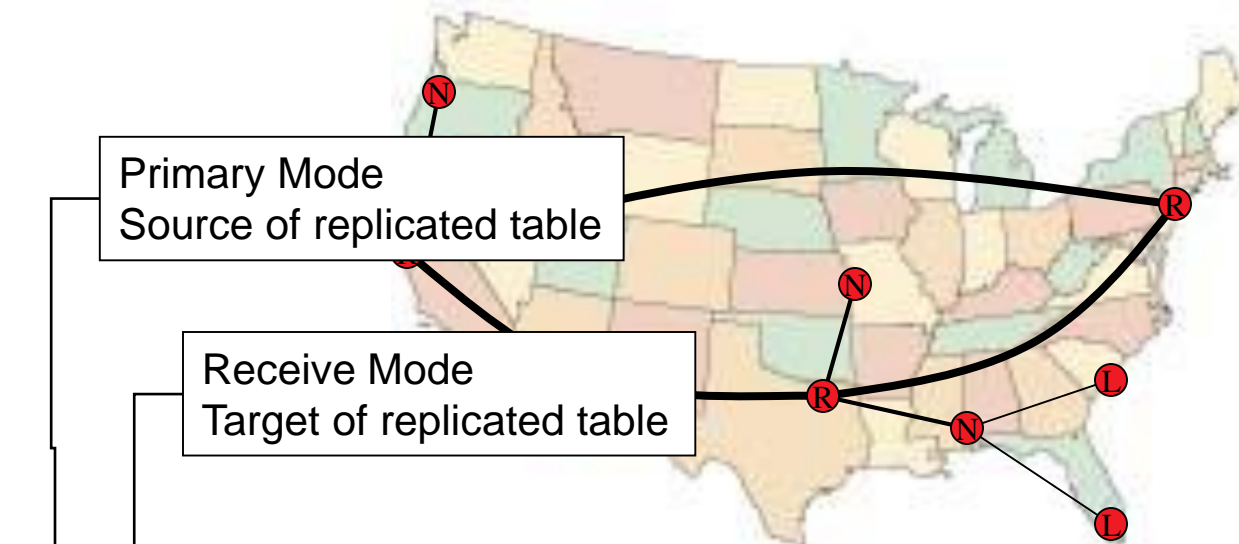 N
Primary Mode
Source of replicated table
R
N
Receive Mode
Target of replicated table
R
L
N
L